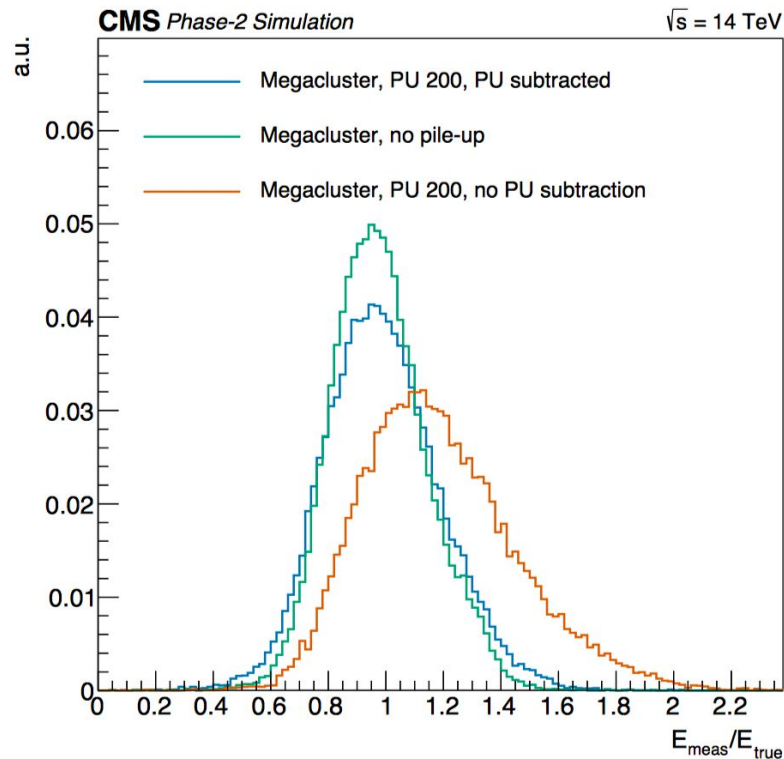 CMS Phase-2 Simulation
√s = 14 TeV
a.u.
Megacluster, PU 200, PU subtracted
Megacluster, no pile-up
Megacluster, PU 200, no PU subtraction
0.06
0.05
0.04
0.03
0.02
0.01
0
0 0.2 0.4 0.6 0.8 1 1.2 1.4 1.6 1.8 2 2.2
E_meas/E_true